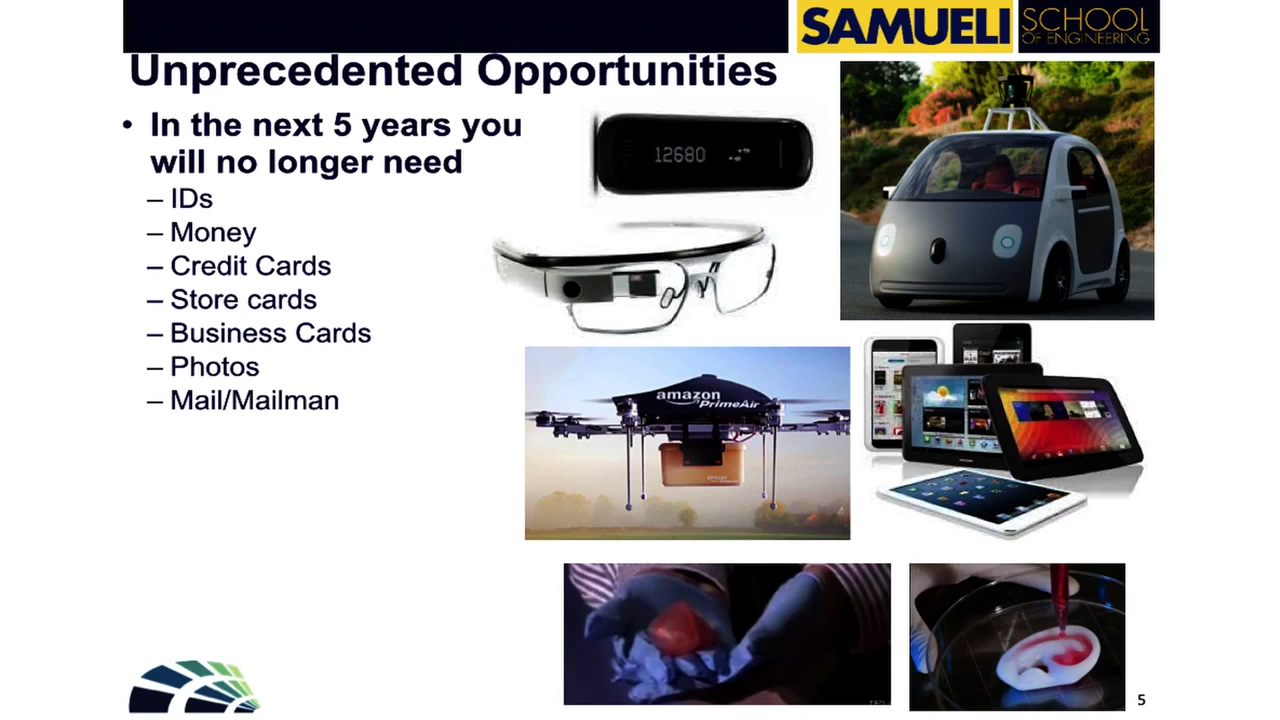 SAMUELI SCHOOL
OF ENGINEERING
Unprecedented Opportunities
• In the next 5 years you
will no longer need
– IDs
– Money
– Credit Cards
– Store cards
– Business Cards
– Photos
– Mail/Mailman
12680
amazon
PrimeAir
5